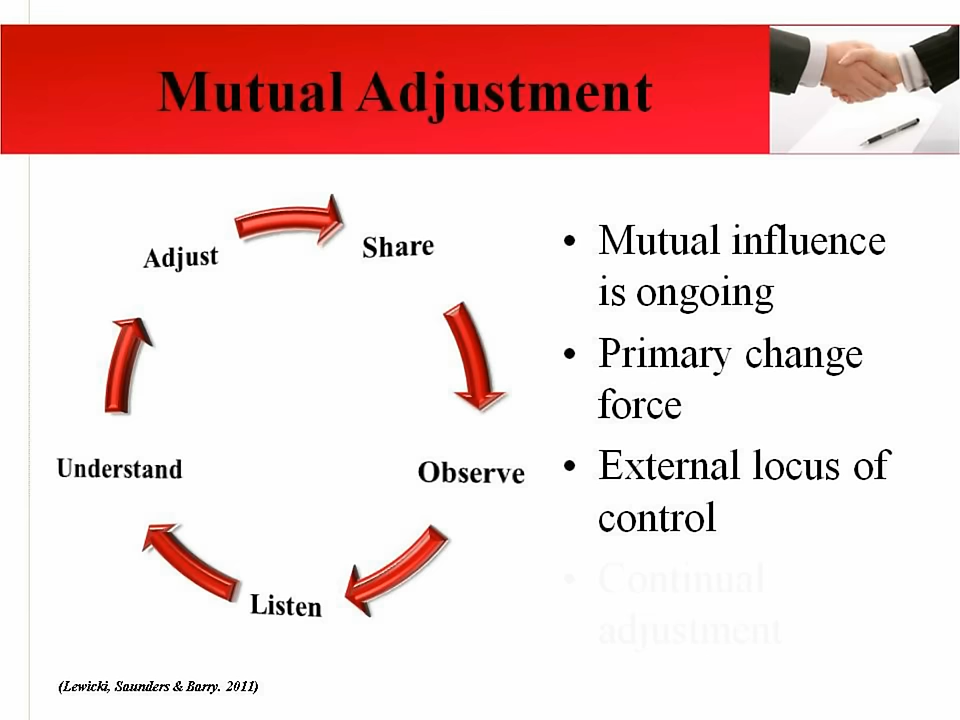 Mutual Adjustment
Adjust
Share
Understand
Observe
Listen
• Mutual influence
is ongoing
• Primary change
force
• External locus of
control
• Continual
adjustment
(Lewicki, Saunders & Barry. 2011)